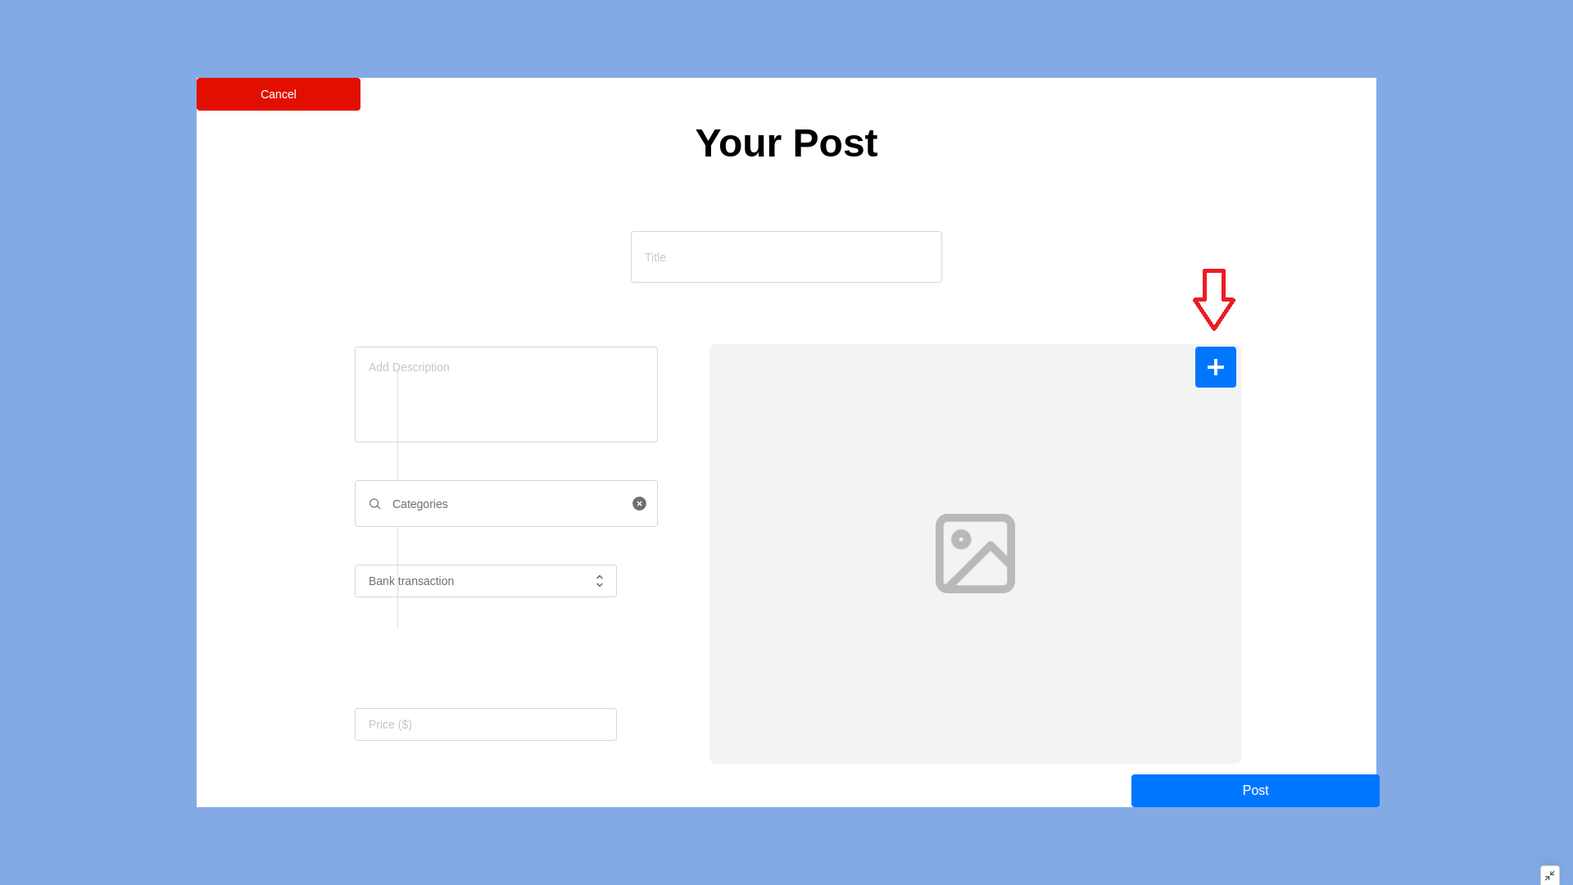 Cancel
Your Post
Title
Add Description
Categories
Bank transaction
Price ($)
Post